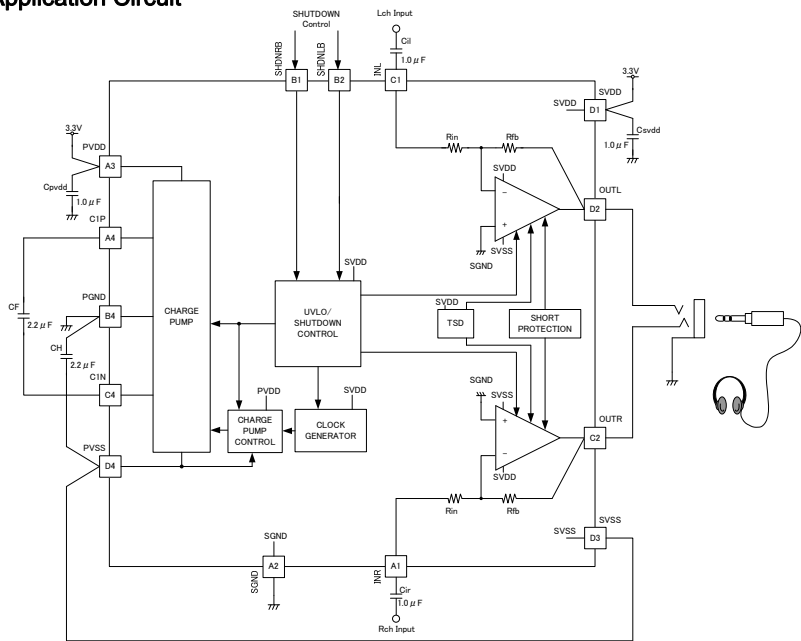 Application Circuit
SHUTDOWN
Control
Lch Input
Cil
1.0μF
SHDNRB
SHDNLB
INL
B1
B2
C1
3.3V
SVDD
SVDD
D1
Csvdd
1.0μF
3.3V
PVDD
A3
Cpvdd
1.0μF
Rin
Rfb
SVDD
OUTL
D2
−
+
SVSS
SGND
C1P
A4
PGND
B4
CF
2.2μF
CH
2.2μF
C1N
C4
PVSS
D4
CHARGE
PUMP
SVDD
UVLO/
SHUTDOWN
CONTROL
SVDD
TSD
SHORT
PROTECTION
PVDD
SVDD
CHARGE
PUMP
CONTROL
CLOCK
GENERATOR
SGND
SVSS
+
−
SVDD
OUTR
C2
Rin
Rfb
SVSS
SVSS
D3
SGND
SGND
A2
INR
A1
Cir
1.0μF
Rch Input